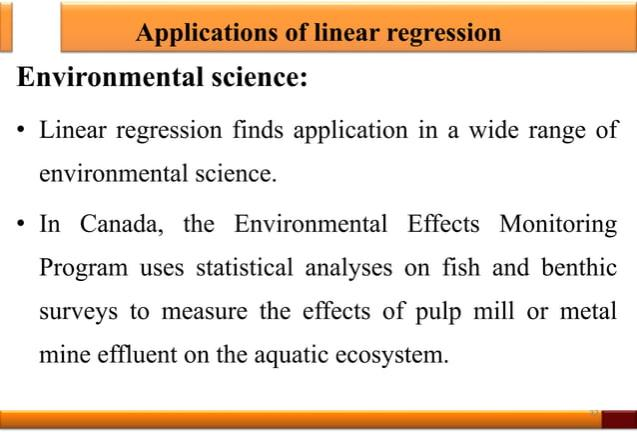 Applications of linear regression
Environmental science:
• Linear regression finds application in a wide range of
environmental science.
• In Canada, the Environmental Effects Monitoring
Program uses statistical analyses on fish and benthic
surveys to measure the effects of pulp mill or metal
mine effluent on the aquatic ecosystem.